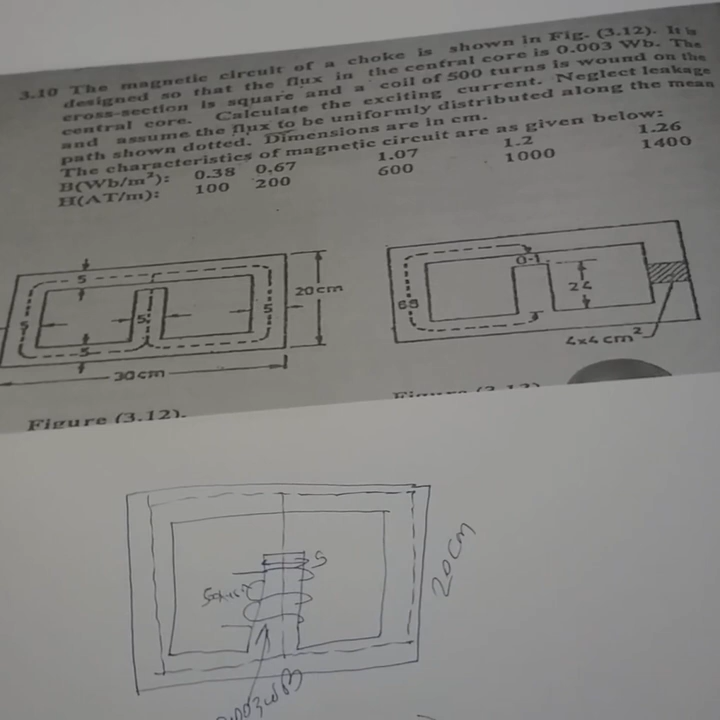 3.10 The magnetic circuit of a choke is shown in Fig. (3.12). It is
designed so that the flux in the central core is 0.003 Wb. The
cross-section is square and a coil of 500 turns is wound on the
central core. Calculate the exciting current. Neglect leakage
and assume the flux to be uniformly distributed along the mean
path shown dotted. Dimensions are in cm.
The characteristics of magnetic circuit are as given below:
B(Wb/m²): 0.38 0.67 1.07 1.2 1.26
H(AT/m): 100 200 600 1000 1400
5
5 5 5
5
20cm
30cm
0.1
68
24
4x4 cm²
Figure (3.12).
5
20cm